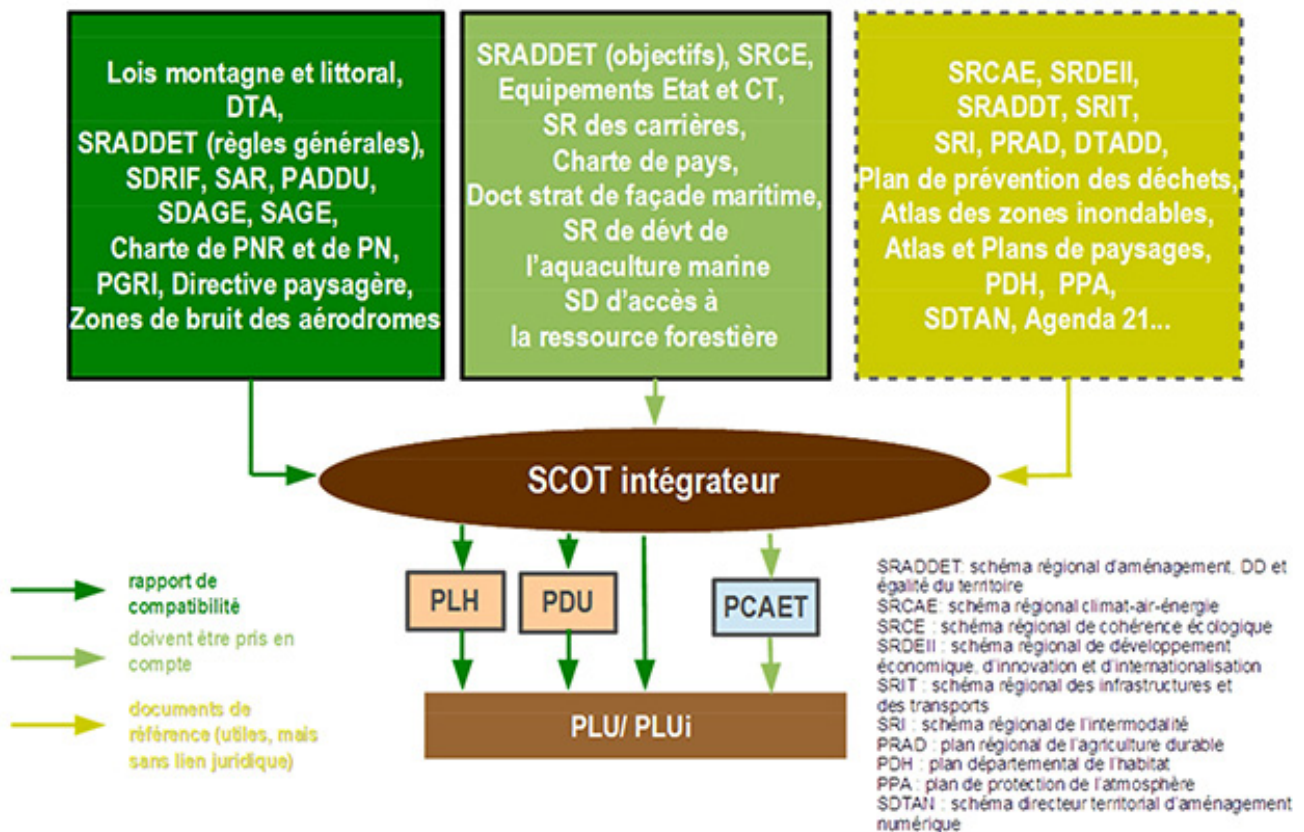 Lois montagne et littoral,
DTA,
SRADDET (règles générales),
SDRIF, SAR, PADDU,
SDAGE, SAGE,
Charte de PNR et de PN,
PGRI, Directive paysagère,
Zones de bruit des aérodromes
SRADDET (objectifs), SRCE,
Equipements Etat et CT,
SR des carrières,
Charte de pays,
Doct strat de façade maritime,
SR de dévt de
l'aquaculture marine
SD d'accès à
la ressource forestière
SRCAE, SRDEII,
SRADDT, SRIT,
SRI, PRAD, DTADD,
Plan de prévention des déchets,
Atlas des zones inondables,
Atlas et Plans de paysages,
PDH, PPA,
SDTAN, Agenda 21...
SCOT intégrateur
PLH
PDU
PCAET
PLU/ PLUi
rapport de
compatibilité
doivent être pris en
compte
documents de
référence (utiles, mais
sans lien juridique)
SRADDET: schéma régional d'aménagement, DD et
égalité du territoire
SRCAE : schéma régional climat-air-énergie
SRCE : schéma régional de cohérence écologique
SRDEII : schéma régional de développement
économique, d'innovation et d'internationalisation
SRIT : schéma régional des infrastructures et
des transports
SRI : schéma régional de l'intermodalité
PRAD : plan régional de l'agriculture durable
PDH : plan départemental de l'habitat
PPA : plan de protection de l'atmosphère
SDTAN : schéma directeur territorial d'aménagement
numérique